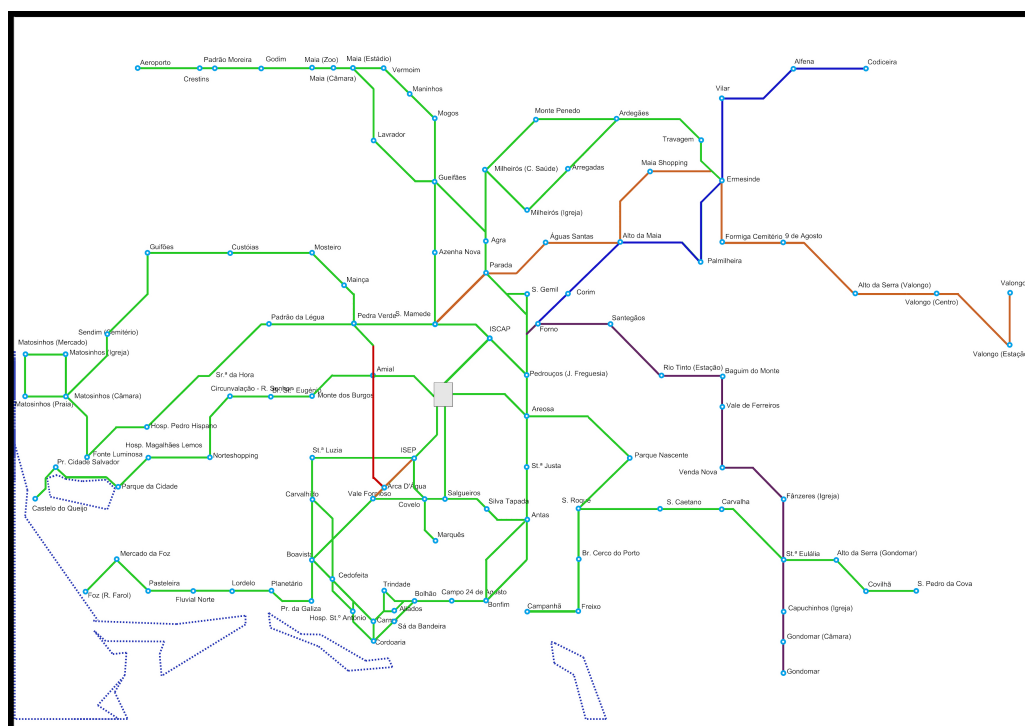 Alfena
Codiceira
Aeroporto
Padrão Moreira
Godim
Maia (Zoo)
Maia (Estádio)
Vermoim
Crestins
Maia (Câmara)
Maninhos
Vilar
Mogos
Monte Penedo
Ardegães
Lavrador
Travagem
Maia Shopping
Milheirós (C. Saúde)
Arregadas
Gueifães
Ermesinde
Milheirós (Igreja)
Guifões
Custóias
Mosteiro
Azenha Nova
Agra
Águas Santas
Alto da Maia
Formiga Cemitério
9 de Agosto
Palmilheira
Parada
Mainça
S. Gemil
Corim
Alto da Serra (Valongo)
Valongo (Centro)
Valongo
Padrão da Légua
Pedra Verde
S. Mamede
ISCAP
Forno
Santegãos
Sendim (Cemitério)
Matosinhos (Mercado)
Matosinhos (Igreja)
Valongo (Estação
Sr.ª da Hora
Amial
Pedrouços (J. Freguesia)
Rio Tinto (Estação)
Baguim do Monte
Matosinhos (Praia)
Matosinhos (Câmara)
Circunvalação - R. Senhor
St.º Eugénio
Monte dos Burgos
Vale de Ferreiros
Hosp. Pedro Hispano
Areosa
Hosp. Magalhães Lemos
Fonte Luminosa
Norteshopping
St.ª Luzia
ISEP
St.ª Justa
Parque Nascente
Venda Nova
Pr. Cidade Salvador
Parque da Cidade
Castelo do Queijo
Carvalhido
Vale Formoso
Arca D'Água
Covelo
Salgueiros
Silva Tapada
Antas
S. Roque
S. Caetano
Carvalha
Fânzeres (Igreja)
Marquês
Mercado da Foz
Boavista
Br. Cerco do Porto
St.ª Eulália
Alto da Serra (Gondomar)
Cedofeita
Foz (R. Farol)
Pasteleira
Fluvial Norte
Lordelo
Planetário
Pr. da Galiza
Trindade
Bolhão
Campo 24 de Agosto
Bonfim
Campanhã
Freixo
Covilhã
S. Pedro da Cova
Hosp. St.º António
Aliados
Carmo
Sá da Bandeira
Cordoaria
Capuchinhos (Igreja)
Gondomar (Câmara)
Gondomar